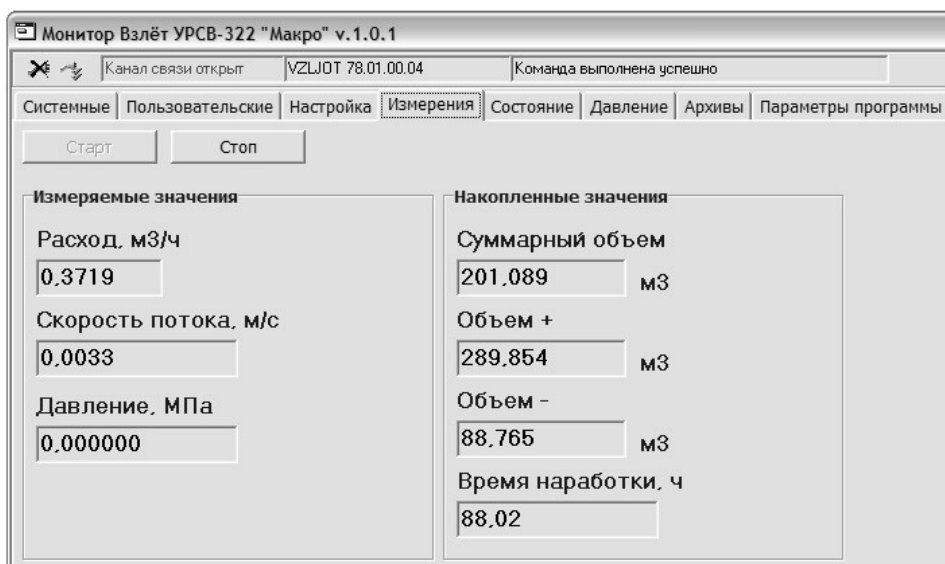 Монитор Взлёт УРСВ-322 "Макро" v.1.0.1
Канал связи открыт VZLJOT 78.01.00.04 Команда выполнена успешно
Системные Пользовательские Настройка Измерения Состояние Давление Архивы Параметры программы
Старт Стоп
Измеряемые значения
Расход, м3/ч
0,3719
Скорость потока, м/с
0,0033
Давление, МПа
0,000000
Накопленные значения
Суммарный объем
201,089 м3
Объем +
289,854 м3
Объем -
88,765 м3
Время наработки, ч
88,02